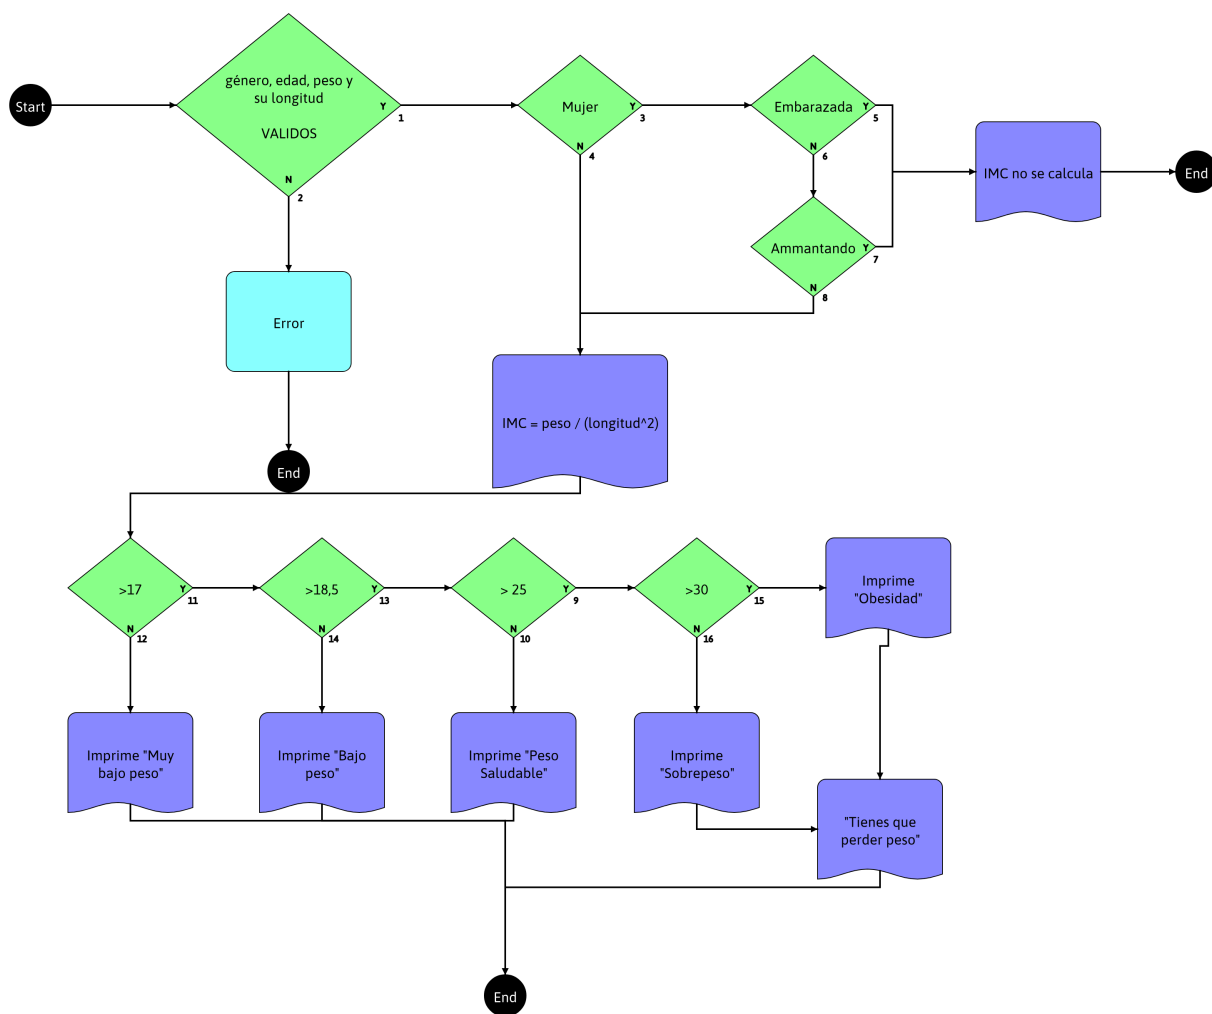 Start
género, edad, peso y
su longitud
VALIDOS
Y
1
N
2
Mujer
Y
3
N
4
Embarazada
Y
5
N
6
Ammantando
Y
7
N
8
IMC no se calcula
End
Error
End
IMC = peso / (longitud^2)
>17
Y
11
N
12
>18,5
Y
13
N
14
> 25
Y
9
N
10
>30
Y
15
N
16
Imprime
"Obesidad"
Imprime "Muy
bajo peso"
Imprime "Bajo
peso"
Imprime "Peso
Saludable"
Imprime
"Sobrepeso"
"Tienes que
perder peso"
End